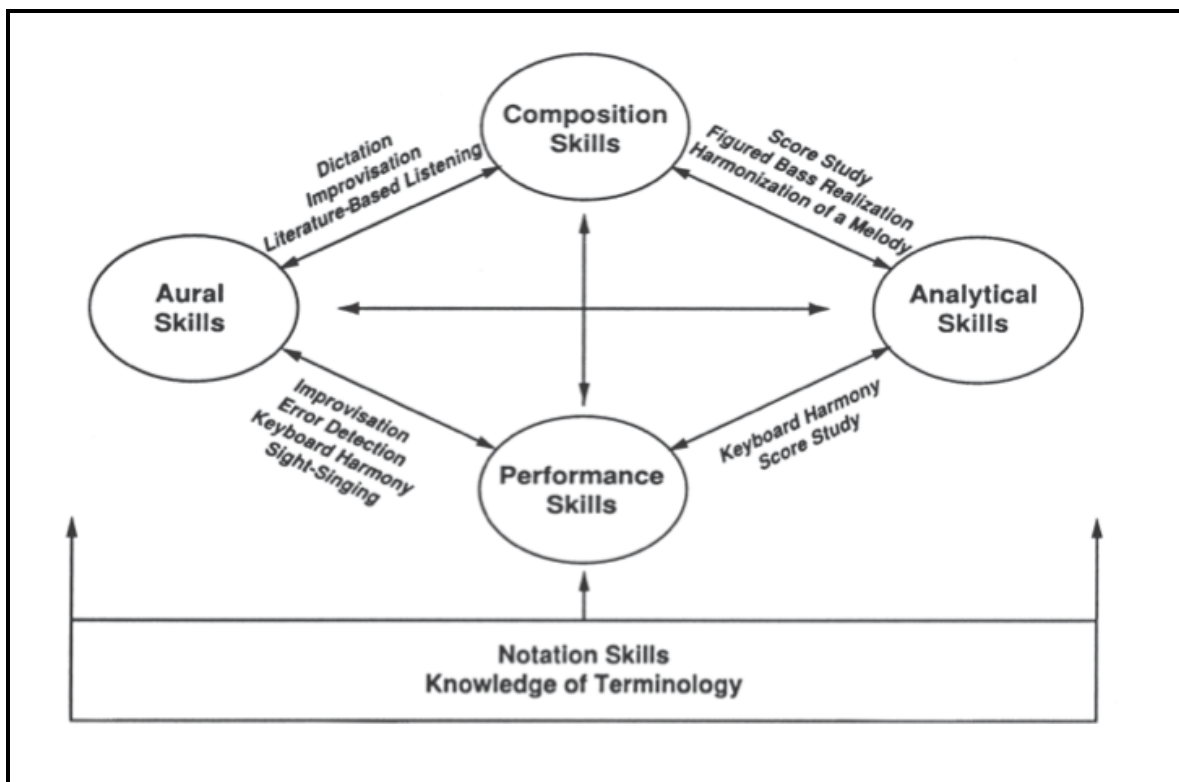 Composition
Skills
Dictation
Improvisation
Literature-Based Listening
Score Study
Figured Bass Realization
Harmonization of a Melody
Aural
Skills
Analytical
Skills
Improvisation
Error Detection
Keyboard Harmony
Sight-Singing
Performance
Skills
Keyboard Harmony
Score Study
Notation Skills
Knowledge of Terminology